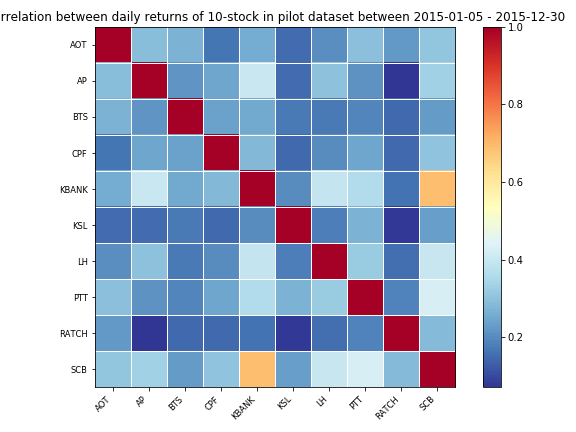 rrelation between daily returns of 10-stock in pilot dataset between 2015-01-05 - 2015-12-30
AOT
AP
BTS
CPF
KBANK
KSL
LH
PTT
RATCH
SCB
AOT
AP
BTS
CPF
KBANK
KSL
LH
PTT
RATCH
SCB
1.0
0.8
0.6
0.4
0.2